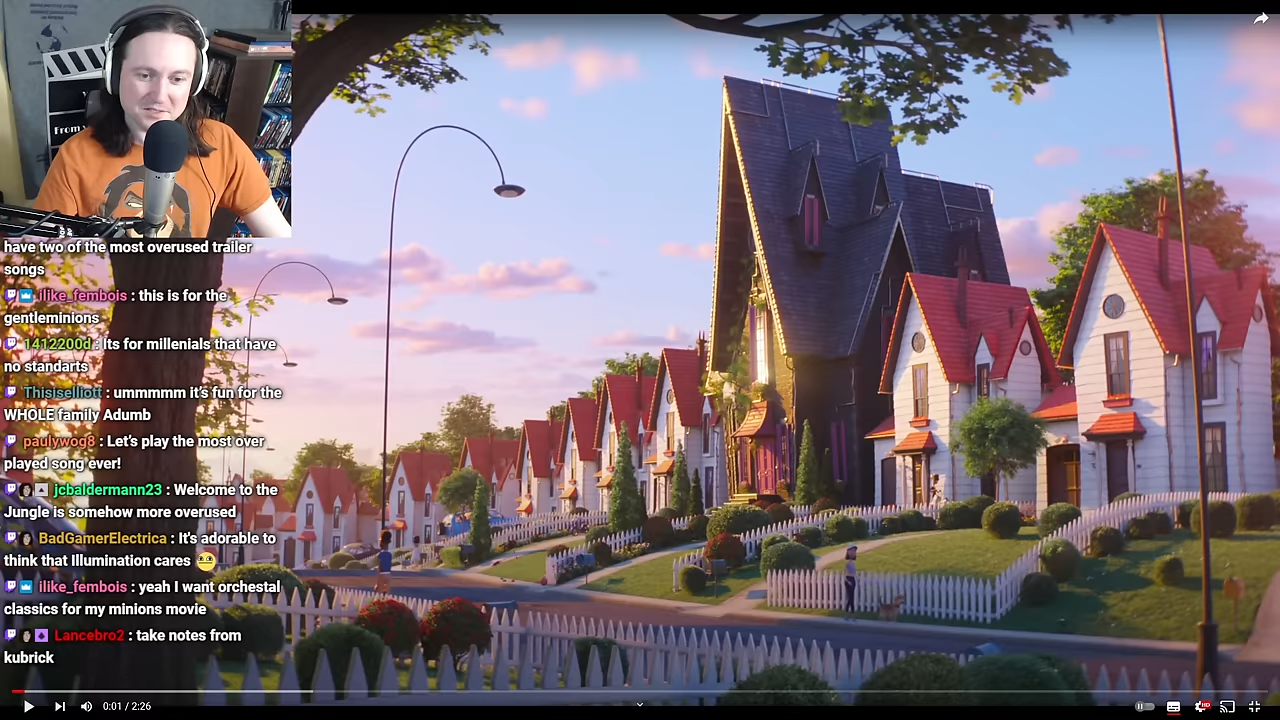 From
have two of the most overused trailer
songs
ilike_fembois : this is for the
gentleminions
1412200d : Its for millenials that have
no standarts
Thisiselliott : ummmmm it's fun for the
WHOLE family Adumb
paulywog8 : Let's play the most over
played song ever!
jcbaldermann23 : Welcome to the
Jungle is somehow more overused
BadGamerElectrica : It's adorable to
think that Illumination cares
ilike_fembois : yeah I want orchestal
classics for my minions movie
Lancebro2 : take notes from
kubrick
0:01 / 2:26
HD